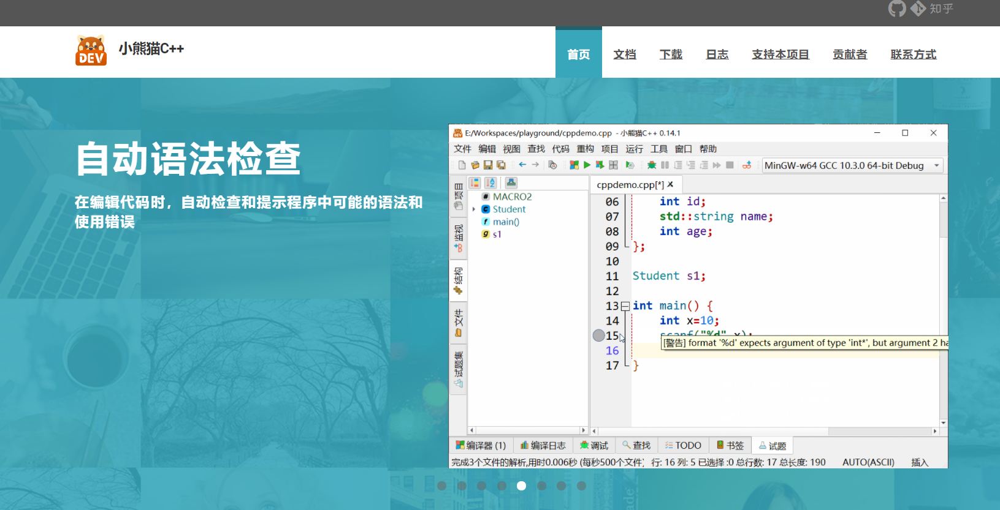 知乎
DEV
小熊猫C++
首页 文档 下载 日志 支持本项目 贡献者 联系方式
自动语法检查
在编辑代码时，自动检查和提示程序中可能的语法和
使用错误
E:/Workspaces/playground/cppdemo.cpp - 小熊猫C++ 0.14.1
文件 编辑 视图 查找 代码 重构 项目 运行 工具 窗口 帮助
MinGW-w64 GCC 10.3.0 64-bit Debug
项目
监视
结构
文件
试题集
# MACRO2
C Student
f main()
g s1
cppdemo.cpp[*]
06 int id;
07 std::string name;
08 int age;
09 };
10
11 Student s1;
12
13 int main() {
14 int x=10;
15 scanf("%d",x);
[警告] format '%d' expects argument of type 'int*', but argument 2 ha
16
17 }
编译器 (1) 编译日志 调试 查找 TODO 书签 试题
完成3个文件的解析,用时0.006秒 (每秒500个文件) 行: 16 列: 5 已选择 :0 总行数: 17 总长度: 190 AUTO(ASCII) 插入